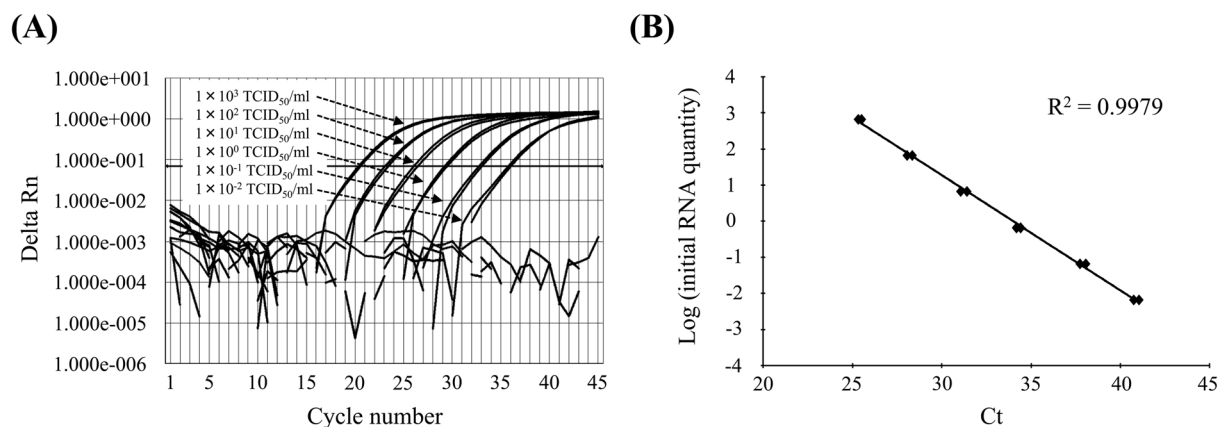 (A)
Delta Rn
1.000e+001
1.000e+000
1.000e-001
1.000e-002
1.000e-003
1.000e-004
1.000e-005
1.000e-006
1 × 10³ TCID₅₀/ml
1 × 10² TCID₅₀/ml
1 × 10¹ TCID₅₀/ml
1 × 10⁰ TCID₅₀/ml
1 × 10⁻¹ TCID₅₀/ml
1 × 10⁻² TCID₅₀/ml
1 5 10 15 20 25 30 35 40 45
Cycle number
(B)
Log (initial RNA quantity)
4
3
2
1
0
-1
-2
-3
-4
R² = 0.9979
20 25 30 35 40 45
Ct